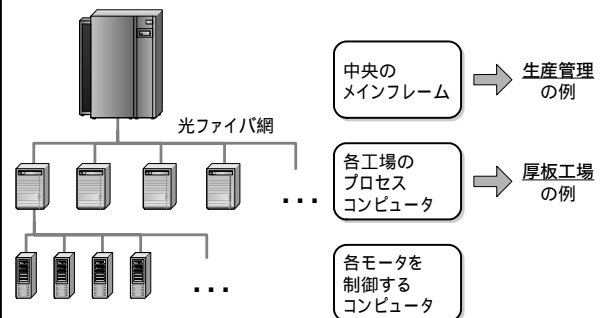 中央の
メインフレーム
生産管理
の例
光ファイバ網
各工場の
プロセス
コンピュータ
厚板工場
の例
...
各モータを
制御する
コンピュータ
...